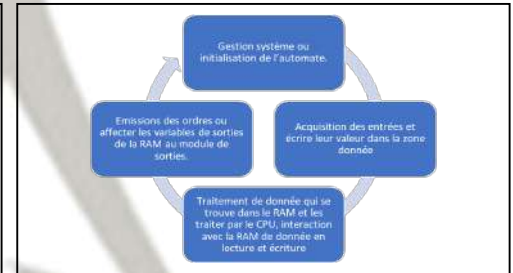 Gestion système ou
initialisation de l'automate.
Acquisition des entrées et
écrire leur valeur dans la zone
donnée
Traitement de donnée qui se
trouve dans le RAM et les
traiter par le CPU, interaction
avec la RAM de donnée en
lecture et écriture
Emissions des ordres ou
affecter les variables de sorties
de la RAM au module de
sorties.